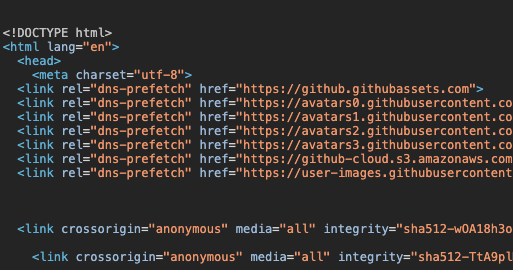 <!DOCTYPE html>
<html lang="en">
<head>
<meta charset="utf-8">
<link rel="dns-prefetch" href="https://github.githubassets.com">
<link rel="dns-prefetch" href="https://avatars0.githubusercontent.co
<link rel="dns-prefetch" href="https://avatars1.githubusercontent.co
<link rel="dns-prefetch" href="https://avatars2.githubusercontent.co
<link rel="dns-prefetch" href="https://avatars3.githubusercontent.co
<link rel="dns-prefetch" href="https://github-cloud.s3.amazonaws.com
<link rel="dns-prefetch" href="https://user-images.githubusercontent
<link crossorigin="anonymous" media="all" integrity="sha512-wOA18h3o
<link crossorigin="anonymous" media="all" integrity="sha512-TtA9pl